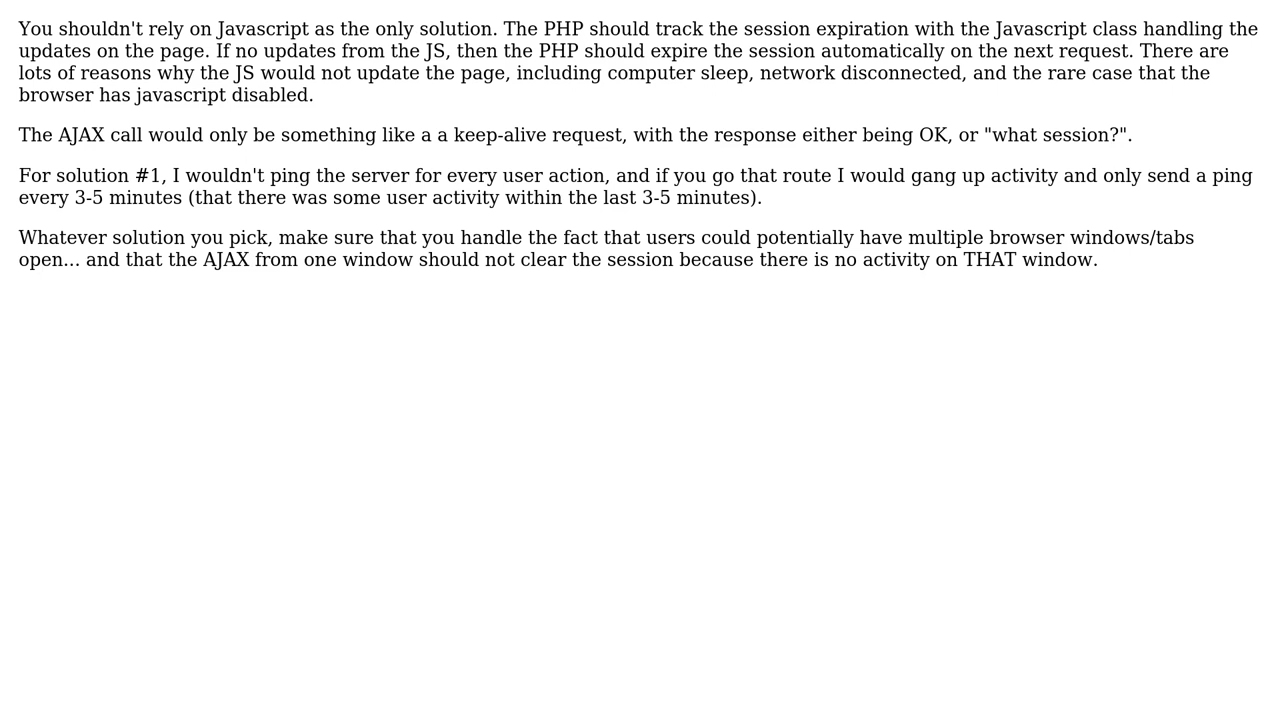 You shouldn't rely on Javascript as the only solution. The PHP should track the session expiration with the Javascript class handling the
updates on the page. If no updates from the JS, then the PHP should expire the session automatically on the next request. There are
lots of reasons why the JS would not update the page, including computer sleep, network disconnected, and the rare case that the
browser has javascript disabled.
The AJAX call would only be something like a a keep-alive request, with the response either being OK, or "what session?".
For solution #1, I wouldn't ping the server for every user action, and if you go that route I would gang up activity and only send a ping
every 3-5 minutes (that there was some user activity within the last 3-5 minutes).
Whatever solution you pick, make sure that you handle the fact that users could potentially have multiple browser windows/tabs
open... and that the AJAX from one window should not clear the session because there is no activity on THAT window.